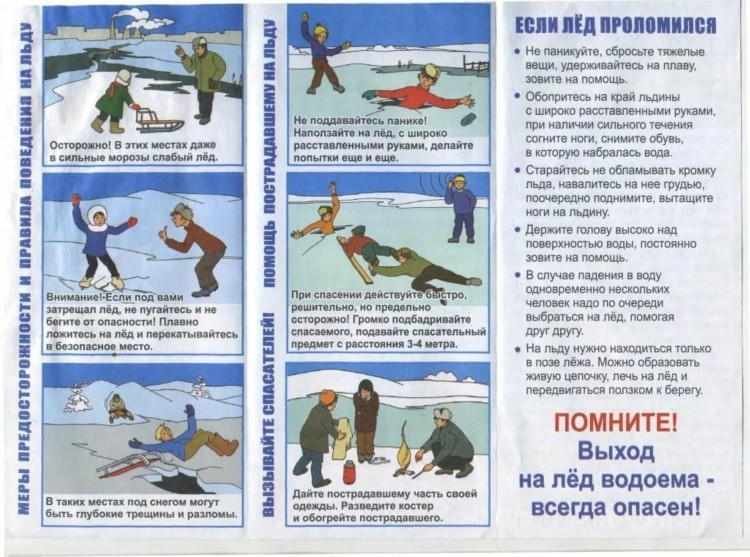 МЕРЫ ПРЕДОСТОРОЖНОСТИ И ПРАВИЛА ПОВЕДЕНИЯ НА ЛЬДУ
Осторожно! В этих местах даже
в сильные морозы слабый лёд.
Внимание! Если под вами
затрещал лёд, не пугайтесь и не
бегите от опасности! Плавно
ложитесь на лёд и перекатывайтесь
в безопасное место.
В таких местах под снегом могут
быть глубокие трещины и разломы.
ВЫЗЫВАЙТЕ СПАСАТЕЛЕЙ! ПОМОЩЬ ПОСТРАДАВШЕМУ НА ЛЬДУ
Не поддавайтесь панике!
Наползайте на лёд, с широко
расставленными руками, делайте
попытки еще и еще.
При спасении действуйте быстро,
решительно, но предельно
осторожно! Громко подбадривайте
спасаемого, подавайте спасательный
предмет с расстояния 3-4 метра.
Дайте пострадавшему часть своей
одежды. Разведите костер
и обогрейте пострадавшего.
ЕСЛИ ЛЁД ПРОЛОМИЛСЯ
• Не паникуйте, сбросьте тяжелые
вещи, удерживайтесь на плаву,
зовите на помощь.
• Обопритесь на край льдины
с широко расставленными руками,
при наличии сильного течения
согните ноги, снимите обувь,
в которую набралась вода.
• Старайтесь не обламывать кромку
льда, навалитесь на нее грудью,
поочередно поднимите, вытащите
ноги на льдину.
• Держите голову высоко над
поверхностью воды, постоянно
зовите на помощь.
• В случае падения в воду
одновременно нескольких
человек надо по очереди
выбраться на лёд, помогая
друг другу.
• На льду нужно находиться только
в позе лёжа. Можно образовать
живую цепочку, лечь на лёд и
передвигаться ползком к берегу.
ПОМНИТЕ!
Выход
на лёд водоема -
всегда опасен!